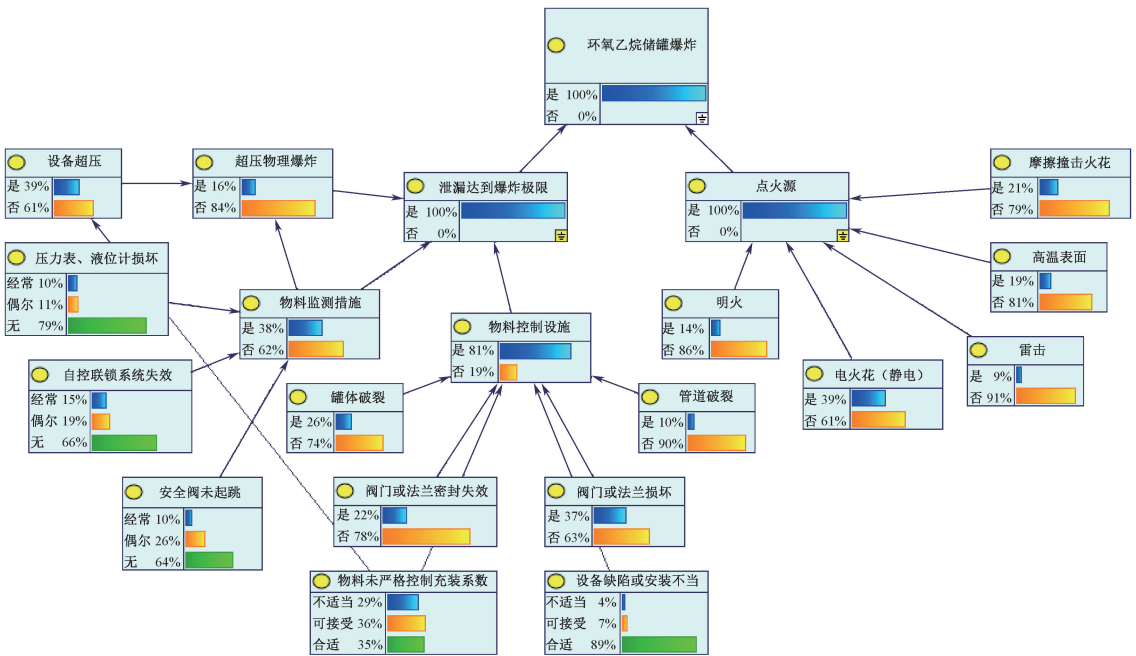 环氧乙烷储罐爆炸
是 100%
否 0%
设备超压
是 39%
否 61%
超压物理爆炸
是 16%
否 84%
泄漏达到爆炸极限
是 100%
否 0%
点火源
是 100%
否 0%
摩擦撞击火花
是 21%
否 79%
压力表、液位计损坏
经常 10%
偶尔 11%
无 79%
物料监测措施
是 38%
否 62%
物料控制设施
是 81%
否 19%
明火
是 14%
否 86%
高温表面
是 19%
否 81%
自控联锁系统失效
经常 15%
偶尔 19%
无 66%
罐体破裂
是 26%
否 74%
管道破裂
是 10%
否 90%
电火花（静电）
是 39%
否 61%
雷击
是 9%
否 91%
安全阀未起跳
经常 10%
偶尔 26%
无 64%
阀门或法兰密封失效
是 22%
否 78%
阀门或法兰损坏
是 37%
否 63%
物料未严格控制充装系数
不适当 29%
可接受 36%
合适 35%
设备缺陷或安装不当
不适当 4%
可接受 7%
合适 89%